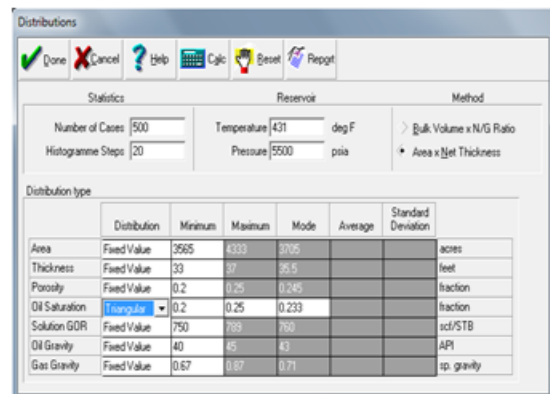 Distributions
Done Cancel Help Calc Reset Report
Statistics Reservoir Method
Number of Cases 500 Temperature 431 deg F Bulk Volume x N/G Ratio
Histogramme Steps 20 Pressure 5500 psia Area x Net Thickness
Distribution type
Distribution Minimum Maximum Mode Average Standard Deviation
Area Fixed Value 3565 4333 3705 acres
Thickness Fixed Value 33 37 35.5 feet
Porosity Fixed Value 0.2 0.25 0.245 fraction
Oil Saturation Triangular 0.2 0.25 0.233 fraction
Solution GOR Fixed Value 750 789 760 scf/STB
Oil Gravity Fixed Value 40 45 43 API
Gas Gravity Fixed Value 0.67 0.87 0.71 sp. gravity